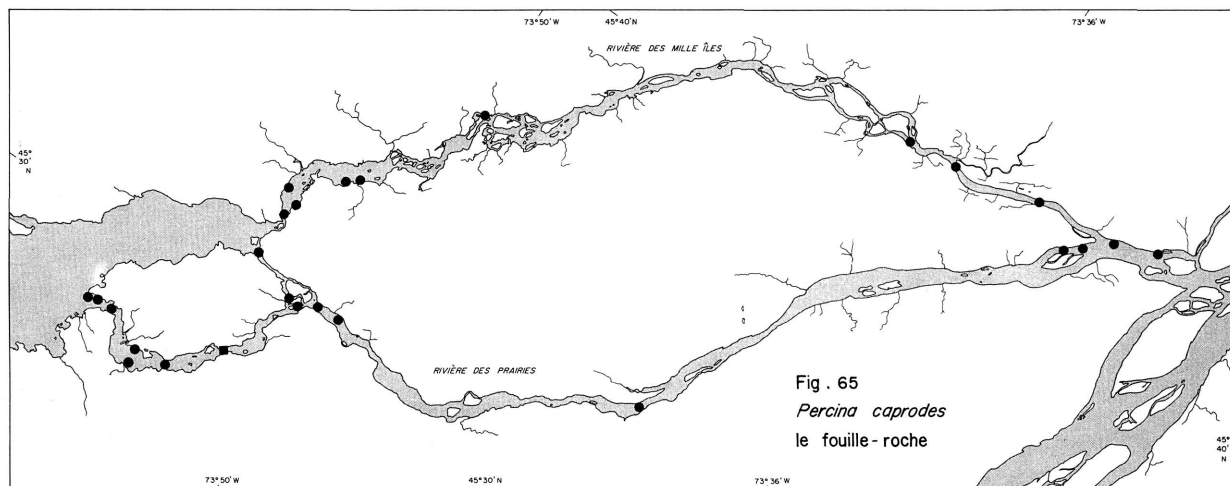 73°50' W
45°40' N
73°36' W
RIVIÈRE DES MILLE ÎLES
45°
30'
N
RIVIÈRE DES PRAIRIES
Fig. 65
Percina caprodes
le fouille-roche
45°
40'
N
73°50' W
45°30' N
73°36' W